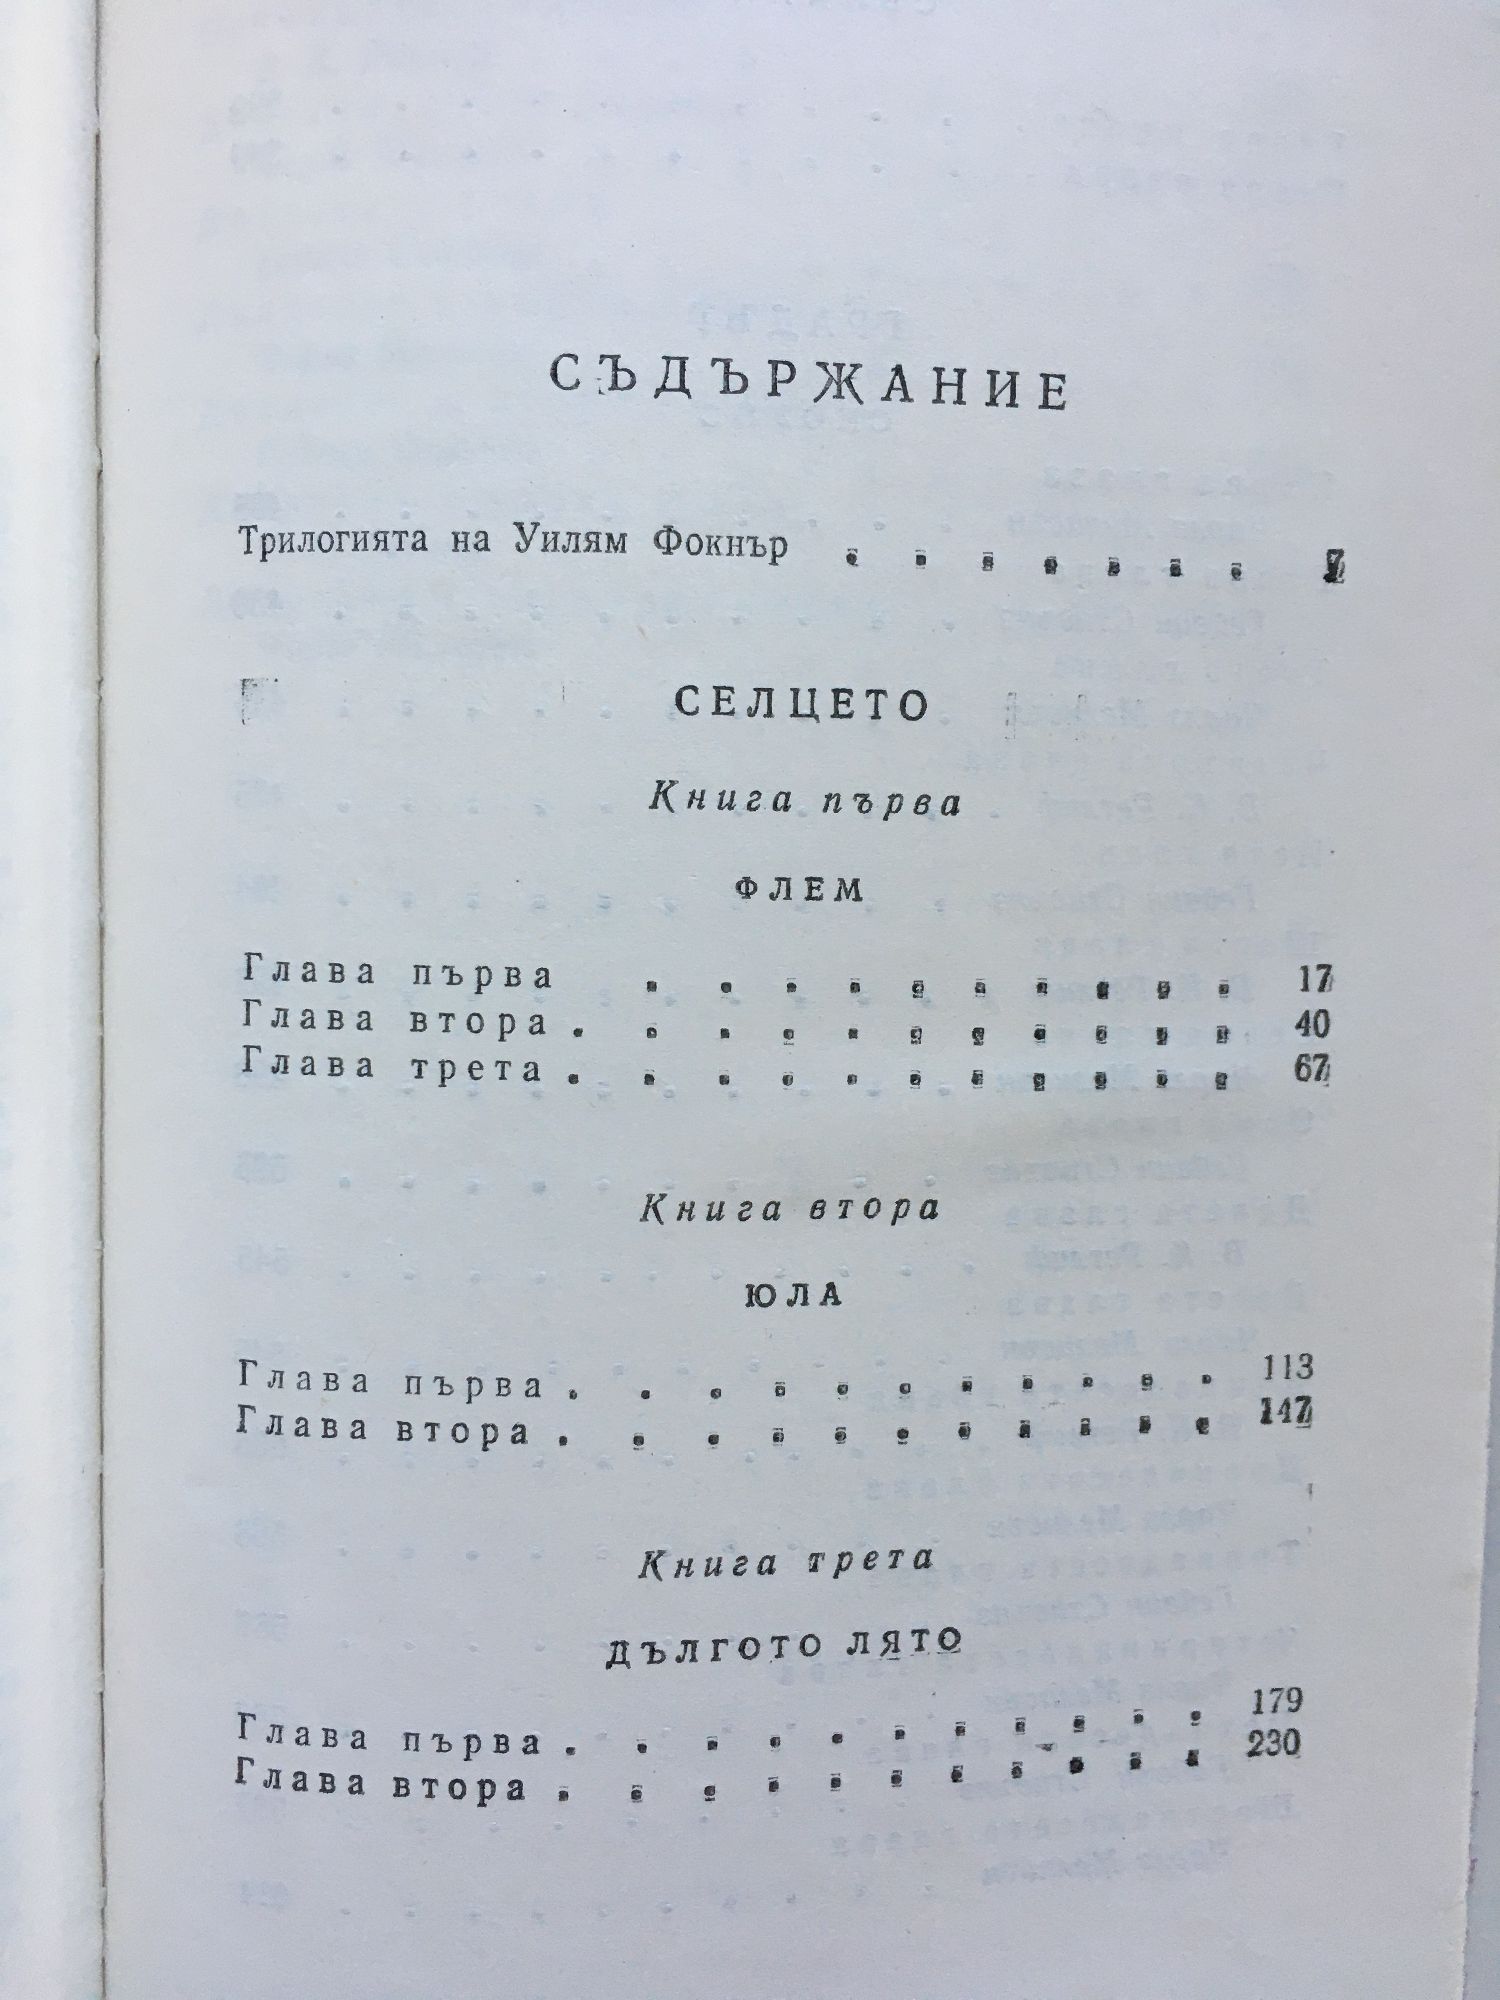 СЪДЪРЖАНИЕ
Трилогията на Уилям Фокнър . . . . . . . 7
СЕЛЦЕТО
Книга първа
ФЛЕМ
Глава първа . . . . . . . . . . 17
Глава втора . . . . . . . . . . . 40
Глава трета . . . . . . . . . . . 67
Книга втора
ЮЛА
Глава първа . . . . . . . . . . . 113
Глава втора . . . . . . . . . . . 147
Книга трета
ДЪЛГОТО ЛЯТО
Глава първа . . . . . . . . . . . 179
Глава втора . . . . . . . . . . . 230